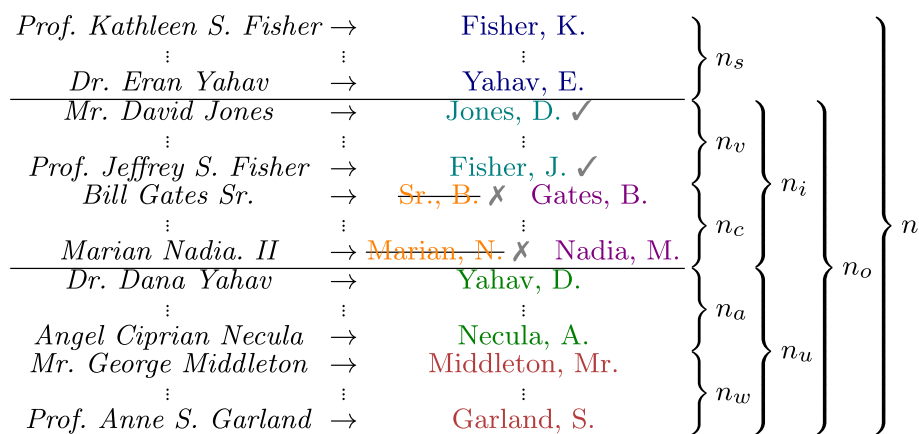 Prof. Kathleen S. Fisher → Fisher, K.
⋮ ⋮ ⋮ n_s
Dr. Eran Yahav → Yahav, E.
Mr. David Jones → Jones, D. ✓
⋮ ⋮ ⋮ n_v
Prof. Jeffrey S. Fisher → Fisher, J. ✓
n_i
Bill Gates Sr. → Sr., B. ✗ Gates, B.
⋮ ⋮ ⋮ n_c n
Marian Nadia. II → Marian, N. ✗ Nadia, M.
n_o
Dr. Dana Yahav → Yahav, D.
⋮ ⋮ ⋮ n_a
Angel Ciprian Necula → Necula, A.
n_u
Mr. George Middleton → Middleton, Mr.
⋮ ⋮ ⋮ n_w
Prof. Anne S. Garland → Garland, S.